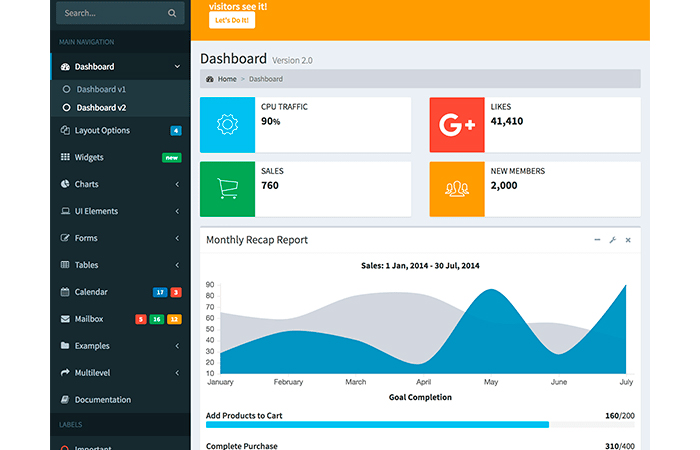 Search...
MAIN NAVIGATION
Dashboard
Dashboard v1
Dashboard v2
Layout Options 4
Widgets new
Charts
UI Elements
Forms
Tables
Calendar 17 3
Mailbox 5 16 12
Examples
Multilevel
Documentation
LABELS
Important
visitors see it!
Let's Do It!
Dashboard Version 2.0
Home > Dashboard
CPU TRAFFIC
90%
G+
LIKES
41,410
SALES
760
NEW MEMBERS
2,000
Monthly Recap Report
Sales: 1 Jan, 2014 - 30 Jul, 2014
90
80
70
60
50
40
30
20
10
January February March April May June July
Goal Completion
Add Products to Cart 160/200
Complete Purchase 310/400